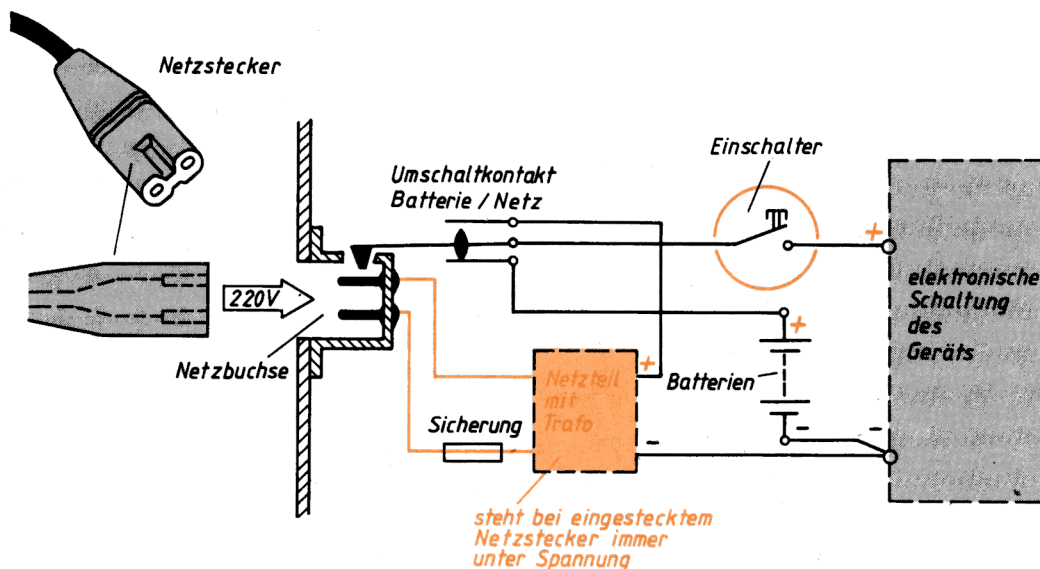 Netzstecker
Umschaltkontakt
Batterie / Netz
Einschalter
+
220V
Netzbuchse
elektronische
Schaltung
des
Geräts
+
Batterien
-
-
Netzteil
mit
Trafo
+
-
Sicherung
steht bei eingestecktem
Netzstecker immer
unter Spannung